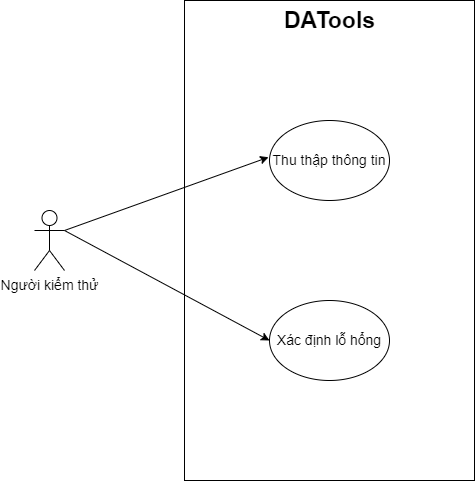 DATools
Thu thập thông tin
Người kiểm thử
Xác định lỗ hổng